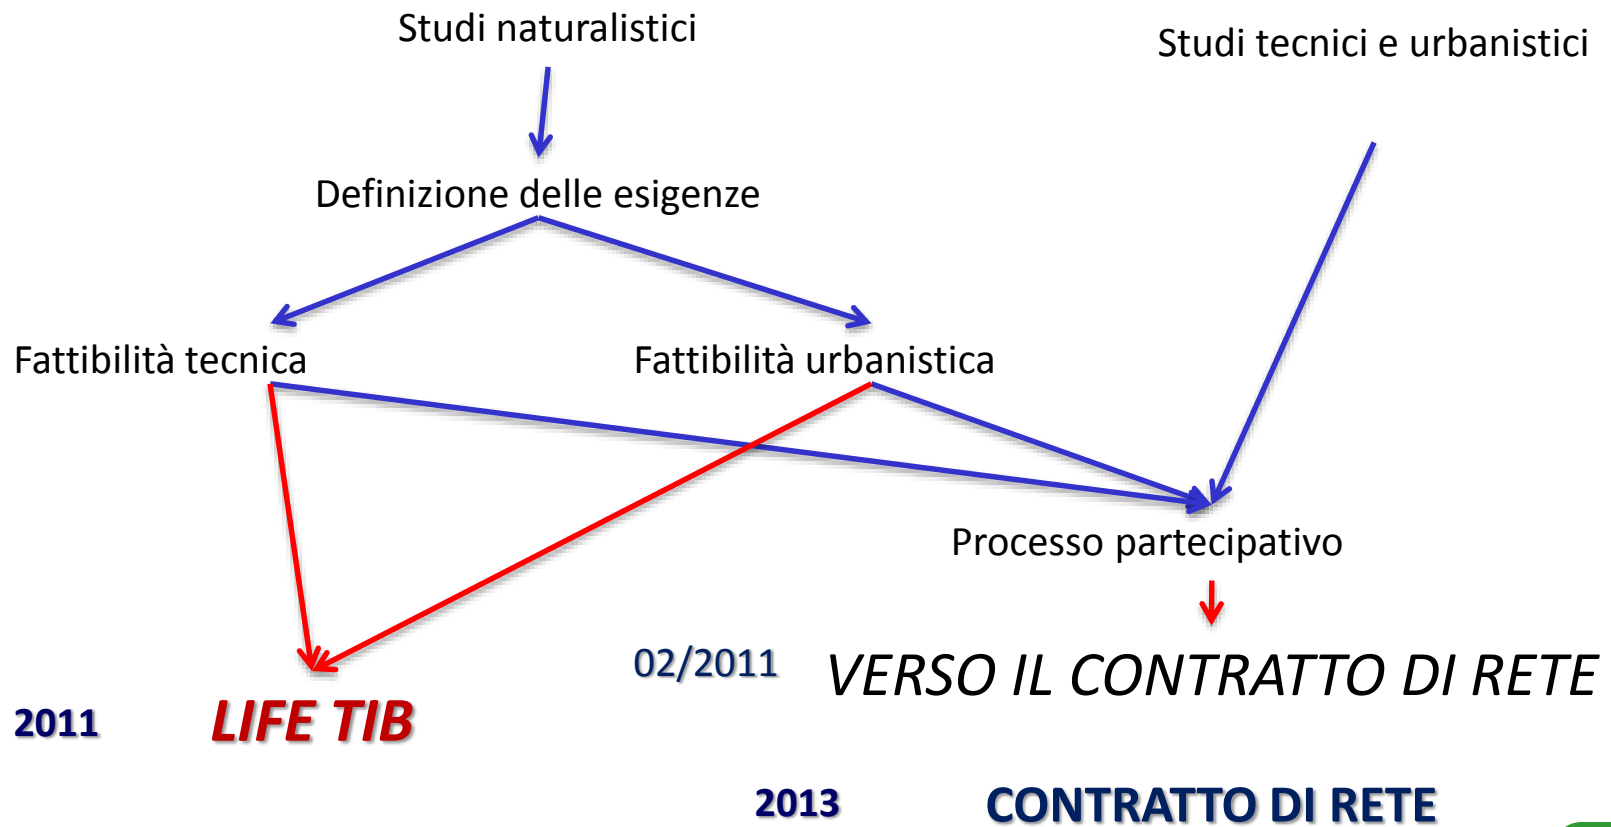 Studi naturalistici
Studi tecnici e urbanistici
Definizione delle esigenze
Fattibilità tecnica
Fattibilità urbanistica
Processo partecipativo
02/2011
VERSO IL CONTRATTO DI RETE
2011
LIFE TIB
2013
CONTRATTO DI RETE